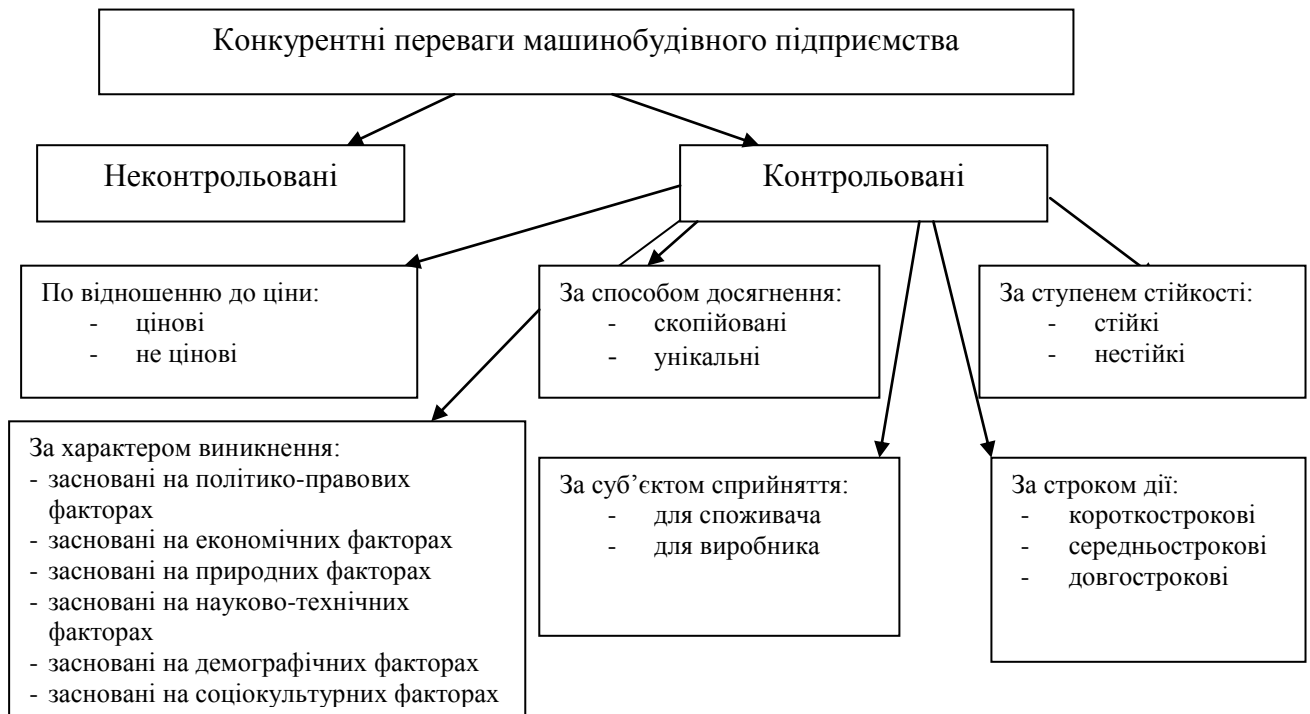 Конкурентні переваги машинобудівного підприємства
Неконтрольовані
Контрольовані
По відношенню до ціни:
- цінові
- не цінові
За способом досягнення:
- скопійовані
- унікальні
За ступенем стійкості:
- стійкі
- нестійкі
За характером виникнення:
- засновані на політико-правових
факторах
- засновані на економічних факторах
- засновані на природних факторах
- засновані на науково-технічних
факторах
- засновані на демографічних факторах
- засновані на соціокультурних факторах
За суб’єктом сприйняття:
- для споживача
- для виробника
За строком дії:
- короткострокові
- середньострокові
- довгострокові